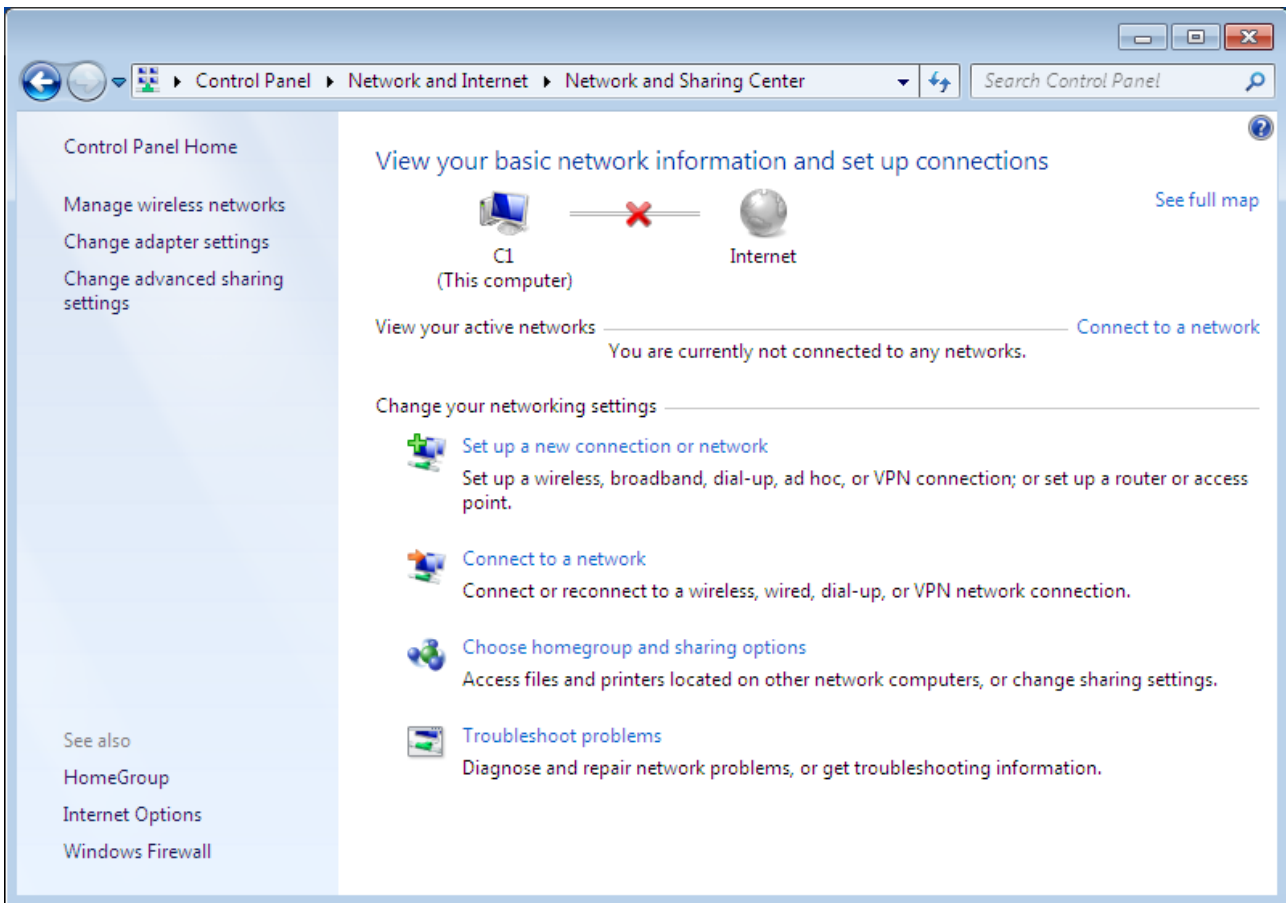 Control Panel
Network and Internet
Network and Sharing Center
Search Control Panel
Control Panel Home
Manage wireless networks
Change adapter settings
Change advanced sharing
settings
See also
HomeGroup
Internet Options
Windows Firewall
View your basic network information and set up connections
See full map
C1
(This computer)
Internet
View your active networks
Connect to a network
You are currently not connected to any networks.
Change your networking settings
Set up a new connection or network
Set up a wireless, broadband, dial-up, ad hoc, or VPN connection; or set up a router or access
point.
Connect to a network
Connect or reconnect to a wireless, wired, dial-up, or VPN network connection.
Choose homegroup and sharing options
Access files and printers located on other network computers, or change sharing settings.
Troubleshoot problems
Diagnose and repair network problems, or get troubleshooting information.